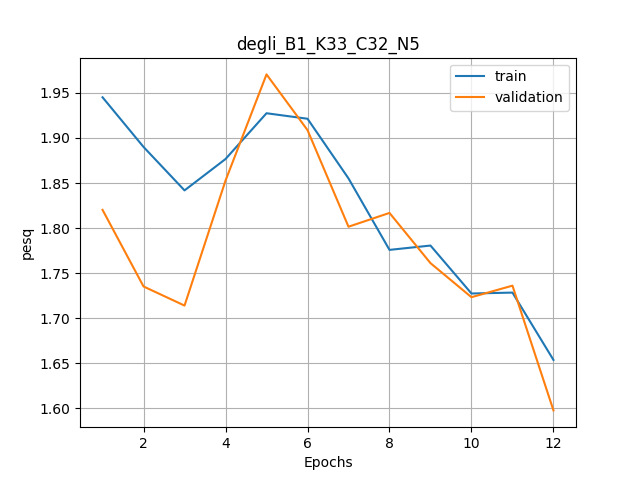 degli_B1_K33_C32_N5
train
validation
pesq
1.95
1.90
1.85
1.80
1.75
1.70
1.65
1.60
2 4 6 8 10 12
Epochs